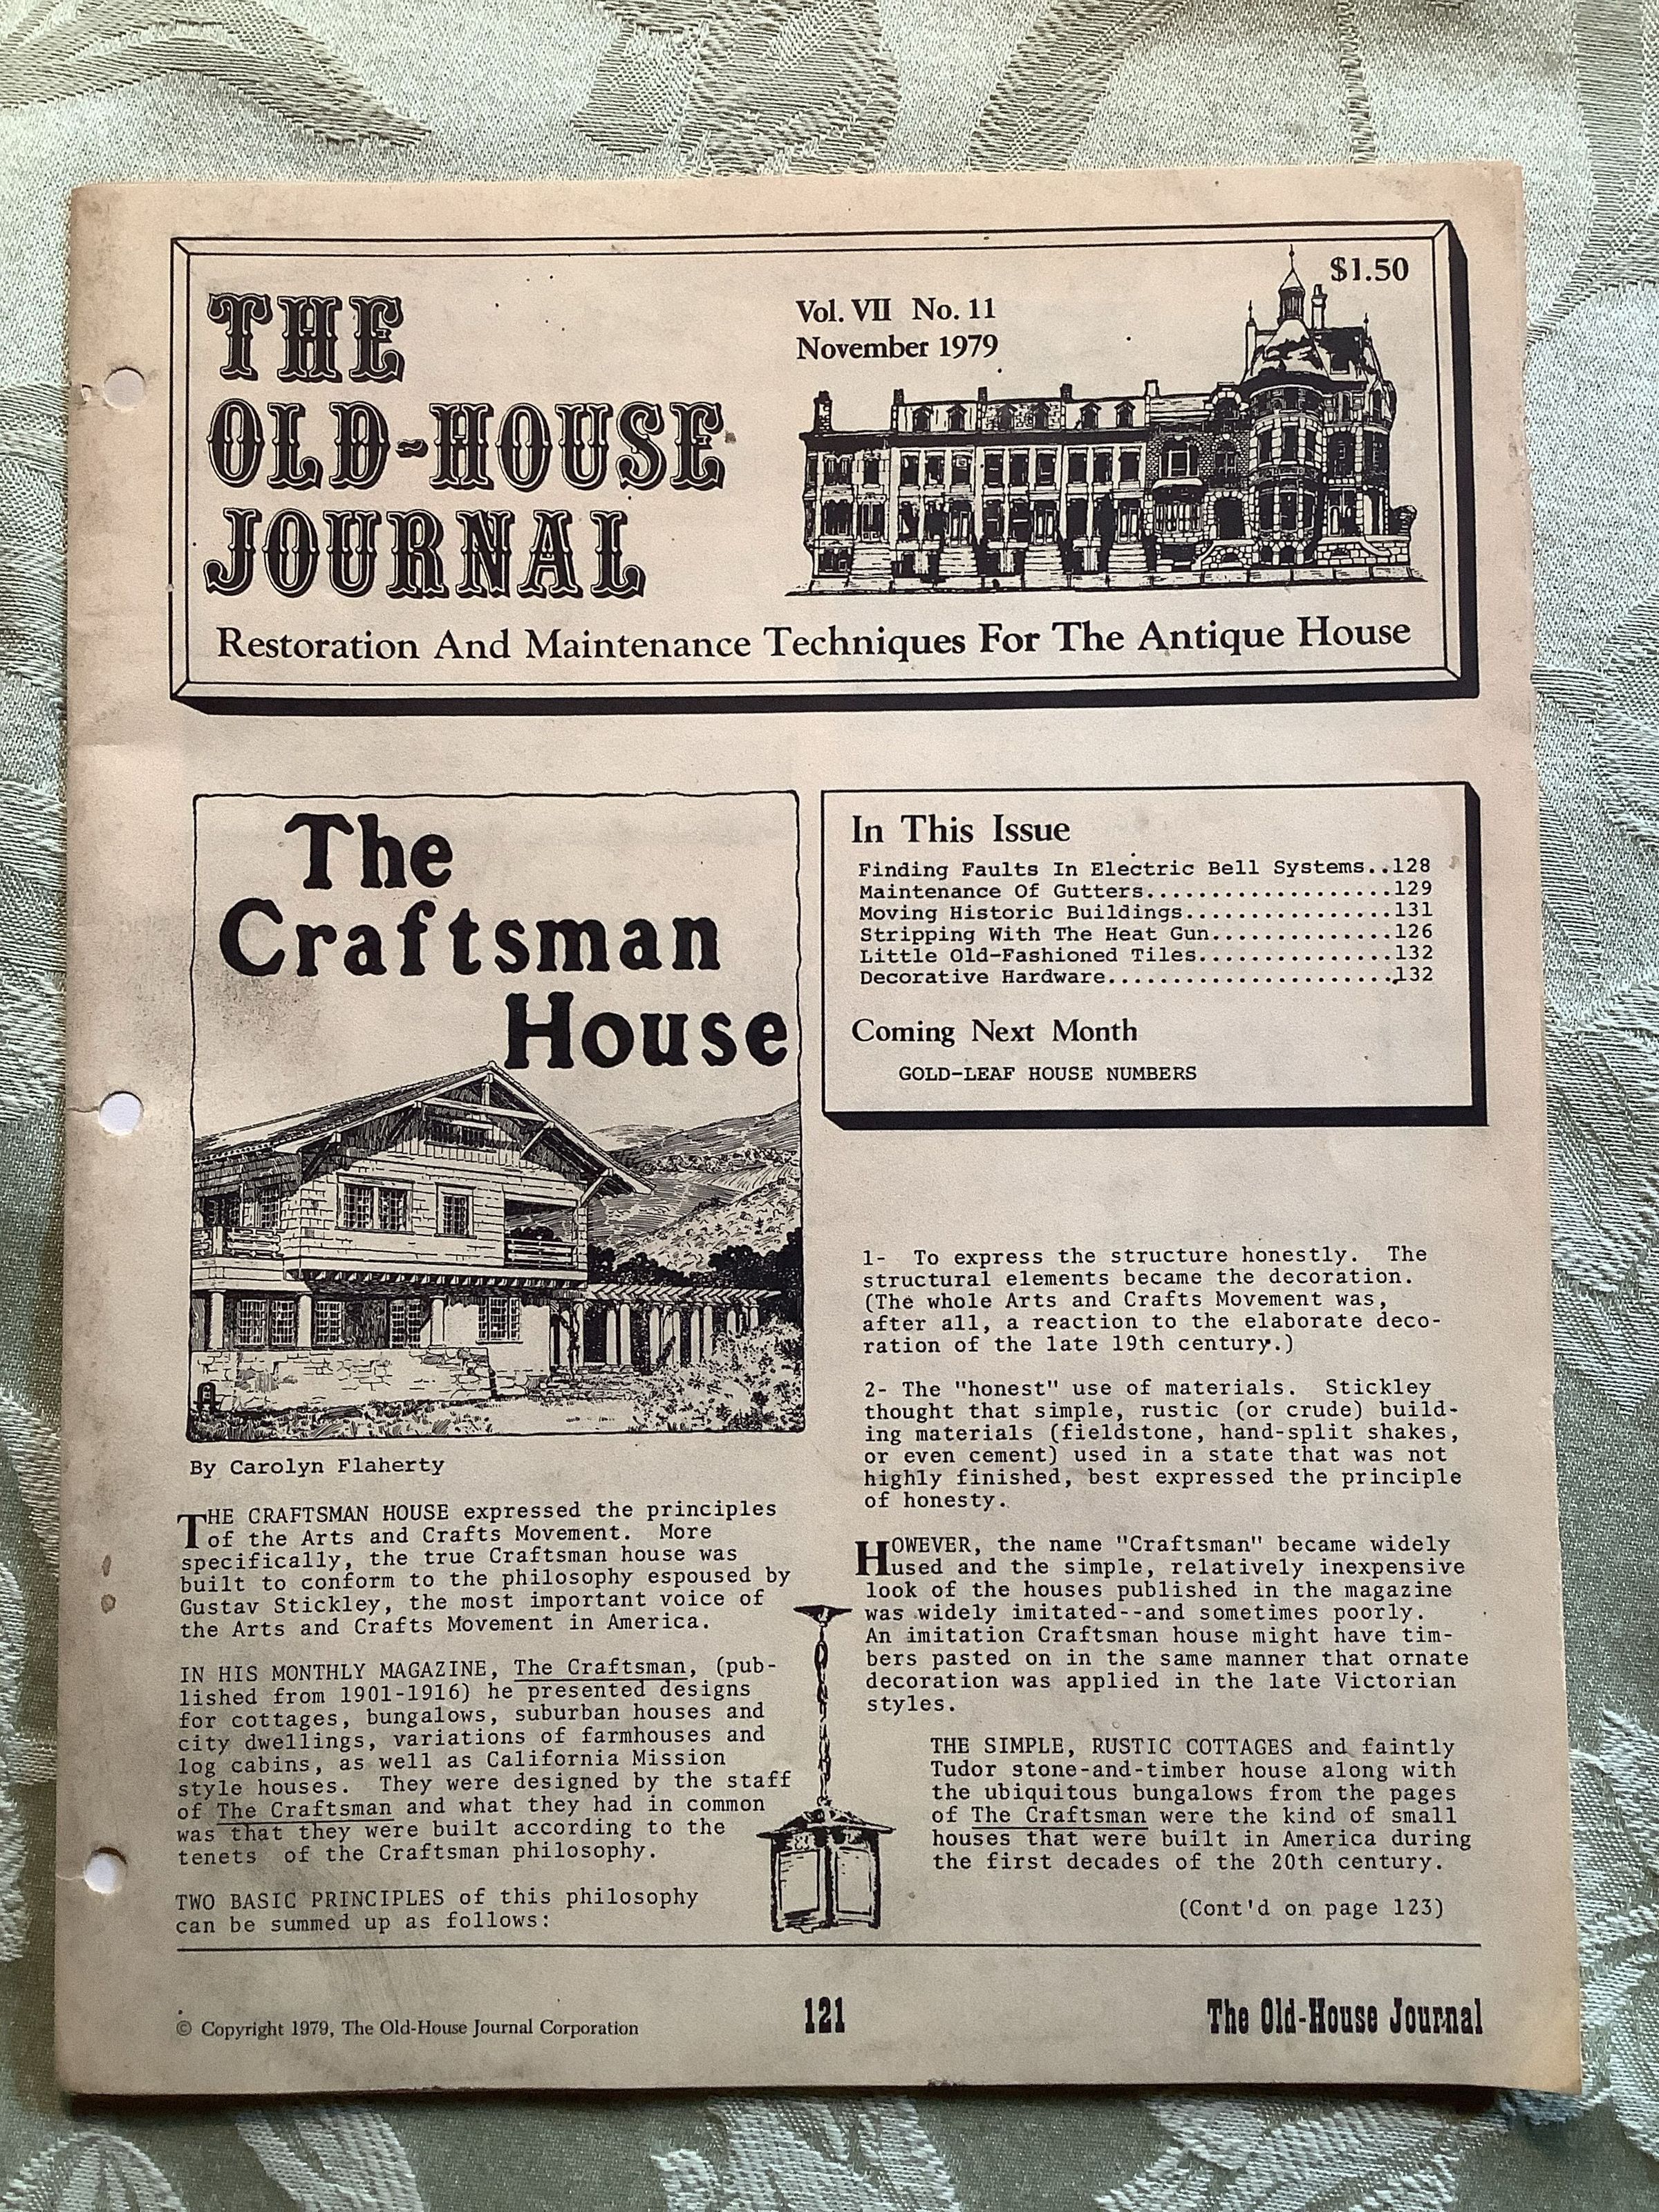 THE
OLD-HOUSE
JOURNAL
Vol. VII No. 11
November 1979
$1.50
Restoration And Maintenance Techniques For The Antique House
The
Craftsman
House
By Carolyn Flaherty
THE CRAFTSMAN HOUSE expressed the principles
of the Arts and Crafts Movement. More
specifically, the true Craftsman house was
built to conform to the philosophy espoused by
Gustav Stickley, the most important voice of
the Arts and Crafts Movement in America.
IN HIS MONTHLY MAGAZINE, The Craftsman, (pub-
lished from 1901-1916) he presented designs
for cottages, bungalows, suburban houses and
city dwellings, variations of farmhouses and
log cabins, as well as California Mission
style houses. They were designed by the staff
of The Craftsman and what they had in common
was that they were built according to the
tenets of the Craftsman philosophy.
TWO BASIC PRINCIPLES of this philosophy
can be summed up as follows:
In This Issue
Finding Faults In Electric Bell Systems..128
Maintenance Of Gutters...................129
Moving Historic Buildings................131
Stripping With The Heat Gun..............126
Little Old-Fashioned Tiles...............132
Decorative Hardware......................132
Coming Next Month
GOLD-LEAF HOUSE NUMBERS
1- To express the structure honestly. The
structural elements became the decoration.
(The whole Arts and Crafts Movement was,
after all, a reaction to the elaborate deco-
ration of the late 19th century.)
2- The "honest" use of materials. Stickley
thought that simple, rustic (or crude) build-
ing materials (fieldstone, hand-split shakes,
or even cement) used in a state that was not
highly finished, best expressed the principle
of honesty.
HOWEVER, the name "Craftsman" became widely
used and the simple, relatively inexpensive
look of the houses published in the magazine
was widely imitated--and sometimes poorly.
An imitation Craftsman house might have tim-
bers pasted on in the same manner that ornate
decoration was applied in the late Victorian
styles.
THE SIMPLE, RUSTIC COTTAGES and faintly
Tudor stone-and-timber house along with
the ubiquitous bungalows from the pages
of The Craftsman were the kind of small
houses that were built in America during
the first decades of the 20th century.
(Cont'd on page 123)
© Copyright 1979, The Old-House Journal Corporation
121
The Old-House Journal